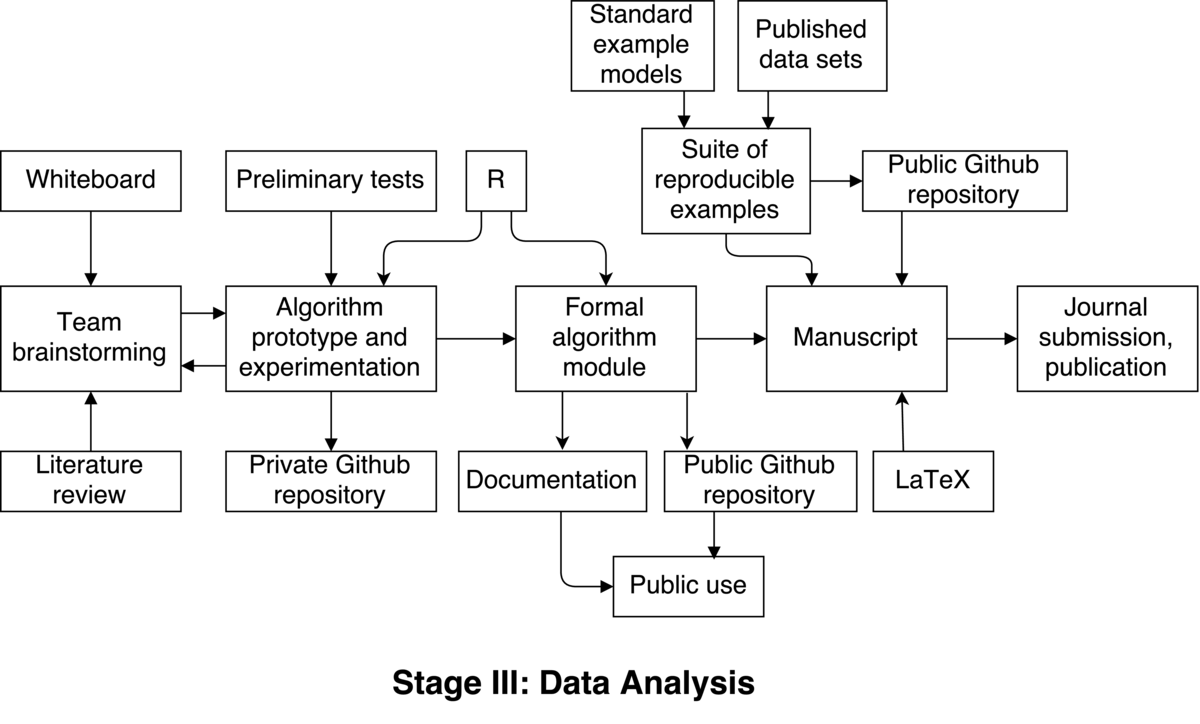 Standard
example
models
Published
data sets
Suite of
reproducible
examples
Public Github
repository
Whiteboard
Preliminary tests
R
Team
brainstorming
Algorithm
prototype and
experimentation
Formal
algorithm
module
Manuscript
Journal
submission,
publication
Literature
review
Private Github
repository
Documentation
Public Github
repository
LaTeX
Public use
Stage III: Data Analysis